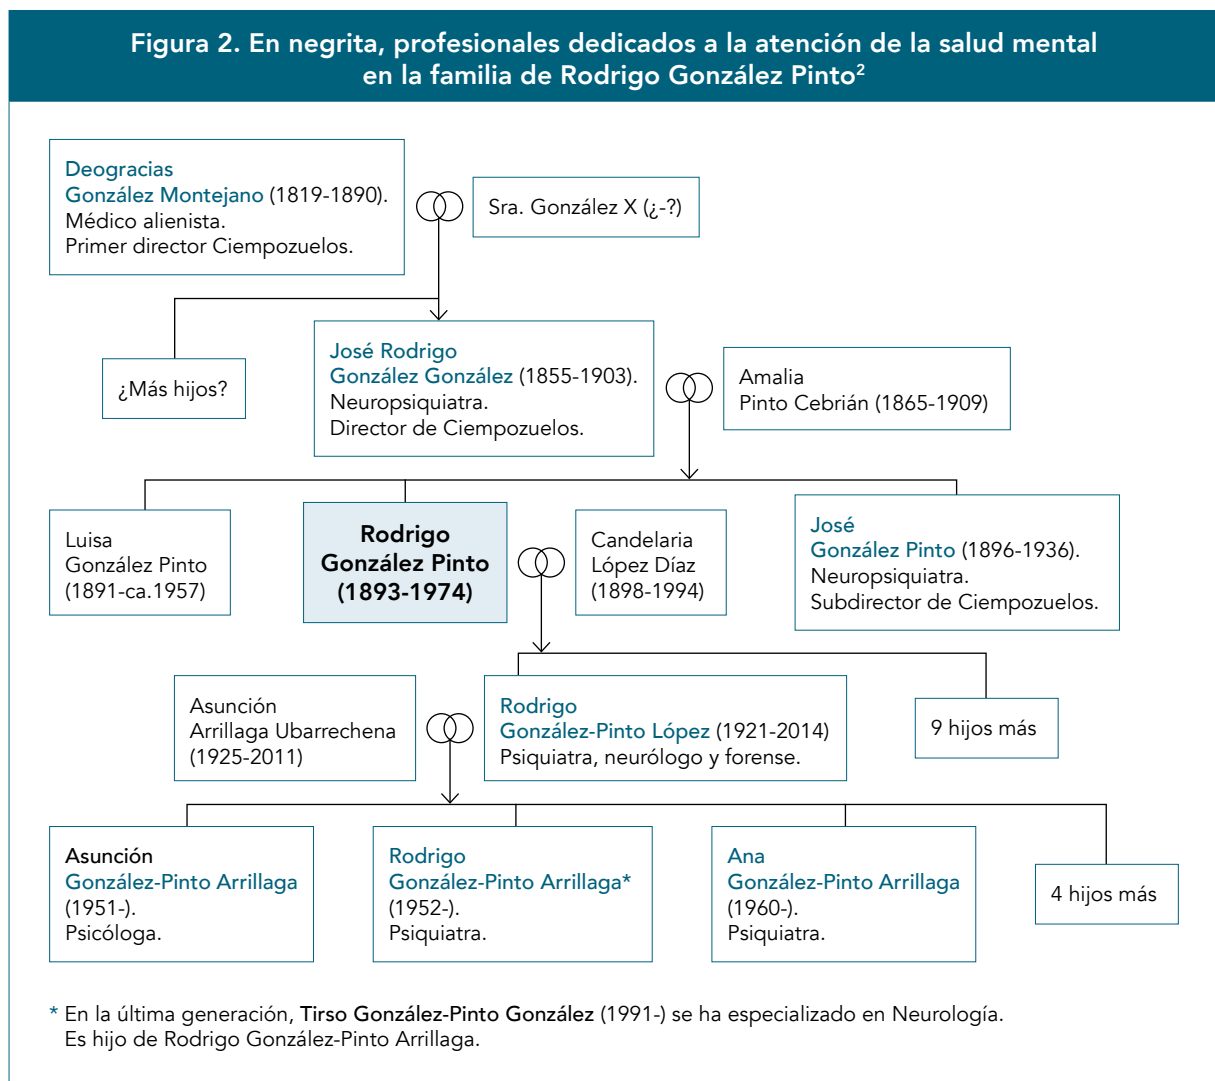 Figura 2. En negrita, profesionales dedicados a la atención de la salud mental
en la familia de Rodrigo González Pinto2
Deogracias
González Montejano (1819-1890).
Médico alienista.
Primer director Ciempozuelos.
Sra. González X (¿-?)
¿Más hijos?
José Rodrigo
González González (1855-1903).
Neuropsiquiatra.
Director de Ciempozuelos.
Amalia
Pinto Cebrián (1865-1909)
Luisa
González Pinto
(1891-ca.1957)
Rodrigo
González Pinto
(1893-1974)
Candelaria
López Díaz
(1898-1994)
José
González Pinto (1896-1936).
Neuropsiquiatra.
Subdirector de Ciempozuelos.
Asunción
Arrillaga Ubarrechena
(1925-2011)
Rodrigo
González-Pinto López (1921-2014)
Psiquiatra, neurólogo y forense.
9 hijos más
Asunción
González-Pinto Arrillaga
(1951-).
Psicóloga.
Rodrigo
González-Pinto Arrillaga*
(1952-).
Psiquiatra.
Ana
González-Pinto Arrillaga
(1960-).
Psiquiatra.
4 hijos más
* En la última generación, Tirso González-Pinto González (1991-) se ha especializado en Neurología.
Es hijo de Rodrigo González-Pinto Arrillaga.